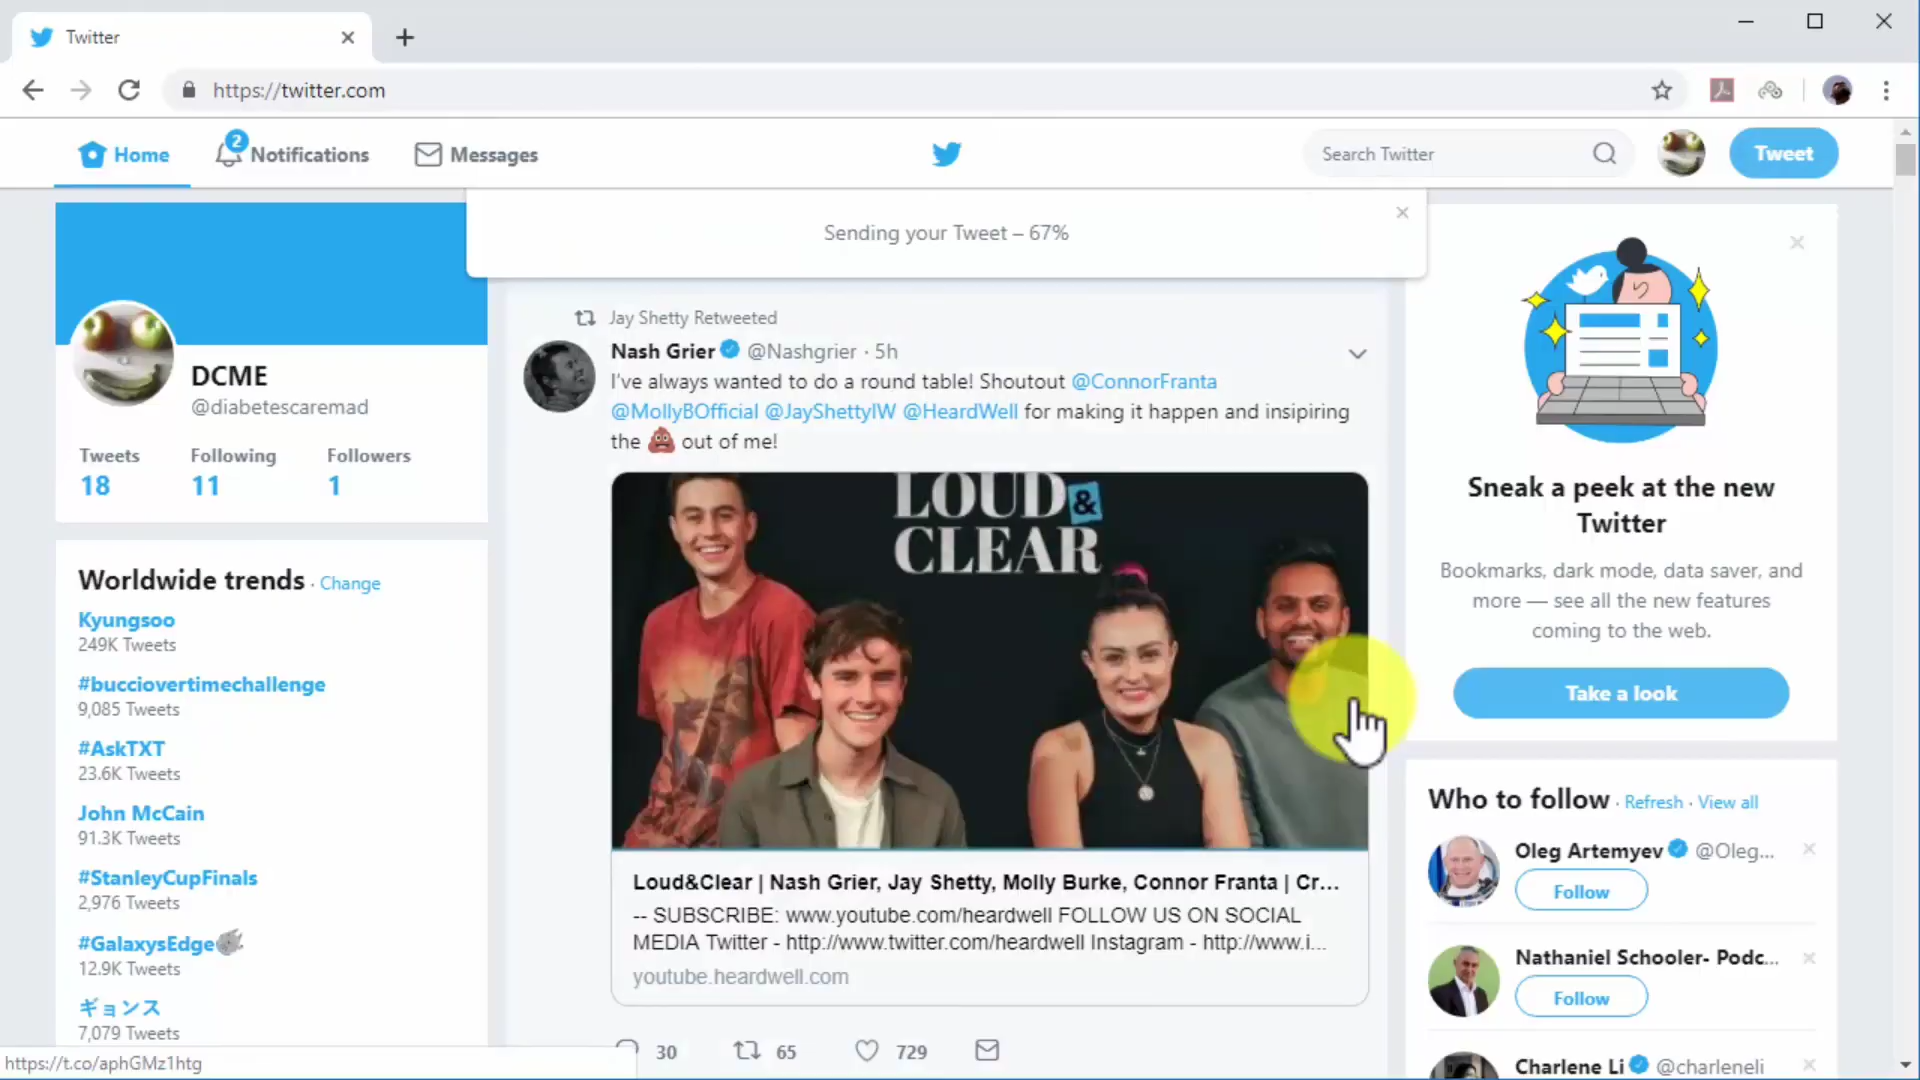 Twitter
https://twitter.com
Home
2
Notifications
Messages
Search Twitter
Tweet
Sending your Tweet – 67%
DCME
@diabetescaremad
Tweets Following Followers
18 11 1
Worldwide trends · Change
Kyungsoo
249K Tweets
#bucciovertimechallenge
9,085 Tweets
#AskTXT
23.6K Tweets
John McCain
91.3K Tweets
#StanleyCupFinals
2,976 Tweets
#GalaxysEdge
12.9K Tweets
ギョンス
7,079 Tweets
https://t.co/aphGMz1htg
Jay Shetty Retweeted
Nash Grier @Nashgrier · 5h
I've always wanted to do a round table! Shoutout @ConnorFranta
@MollyBOfficial @JayShettyIW @HeardWell for making it happen and insipiring
the 💩 out of me!
LOUD &
CLEAR
Loud&Clear | Nash Grier, Jay Shetty, Molly Burke, Connor Franta | Cr...
-- SUBSCRIBE: www.youtube.com/heardwell FOLLOW US ON SOCIAL
MEDIA Twitter - http://www.twitter.com/heardwell Instagram - http://www.i...
youtube.heardwell.com
30 65 729
Sneak a peek at the new
Twitter
Bookmarks, dark mode, data saver, and
more — see all the new features
coming to the web.
Take a look
Who to follow · Refresh · View all
Oleg Artemyev @Oleg...
Follow
Nathaniel Schooler- Podc...
Follow
Charlene Li @charleneli